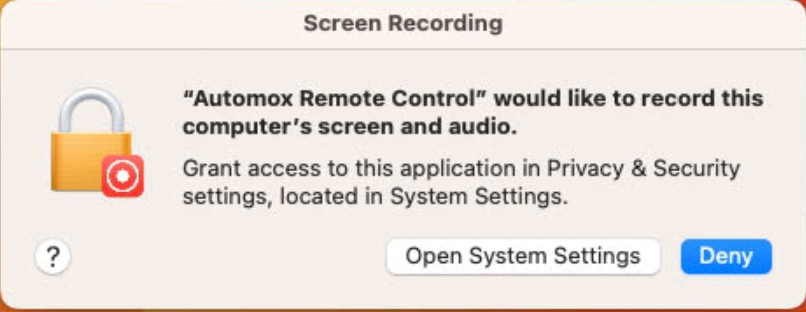 Screen Recording
“Automox Remote Control” would like to record this
computer’s screen and audio.
Grant access to this application in Privacy & Security
settings, located in System Settings.
?
Open System Settings
Deny